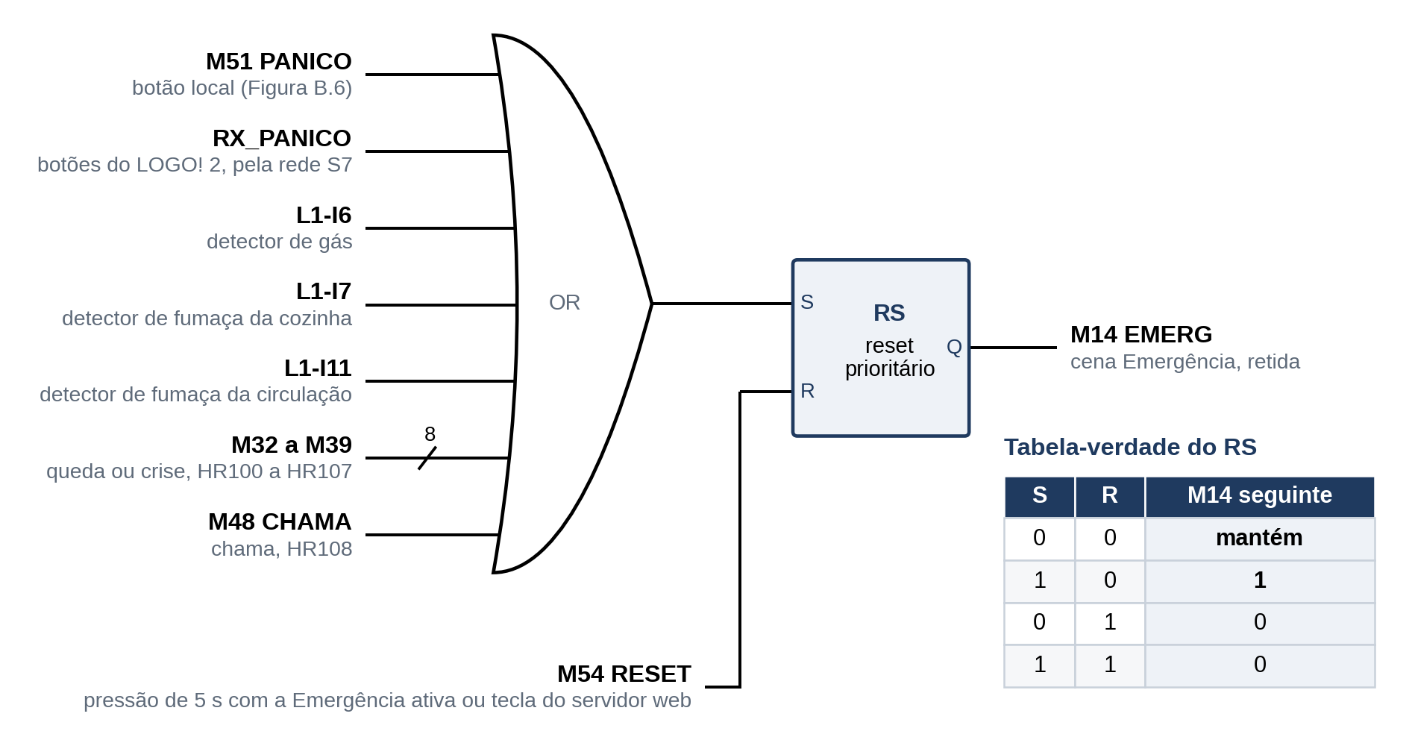 M51 PANICO
botão local (Figura B.6)
RX_PANICO
botões do LOGO! 2, pela rede S7
L1-I6
detector de gás
L1-I7
detector de fumaça da cozinha
L1-I11
detector de fumaça da circulação
M32 a M39
queda ou crise, HR100 a HR107
8
M48 CHAMA
chama, HR108
OR
S
RS
reset
prioritário
Q
R
M14 EMERG
cena Emergência, retida
M54 RESET
pressão de 5 s com a Emergência ativa ou tecla do servidor web
Tabela-verdade do RS
S R M14 seguinte
0 0 mantém
1 0 1
0 1 0
1 1 0